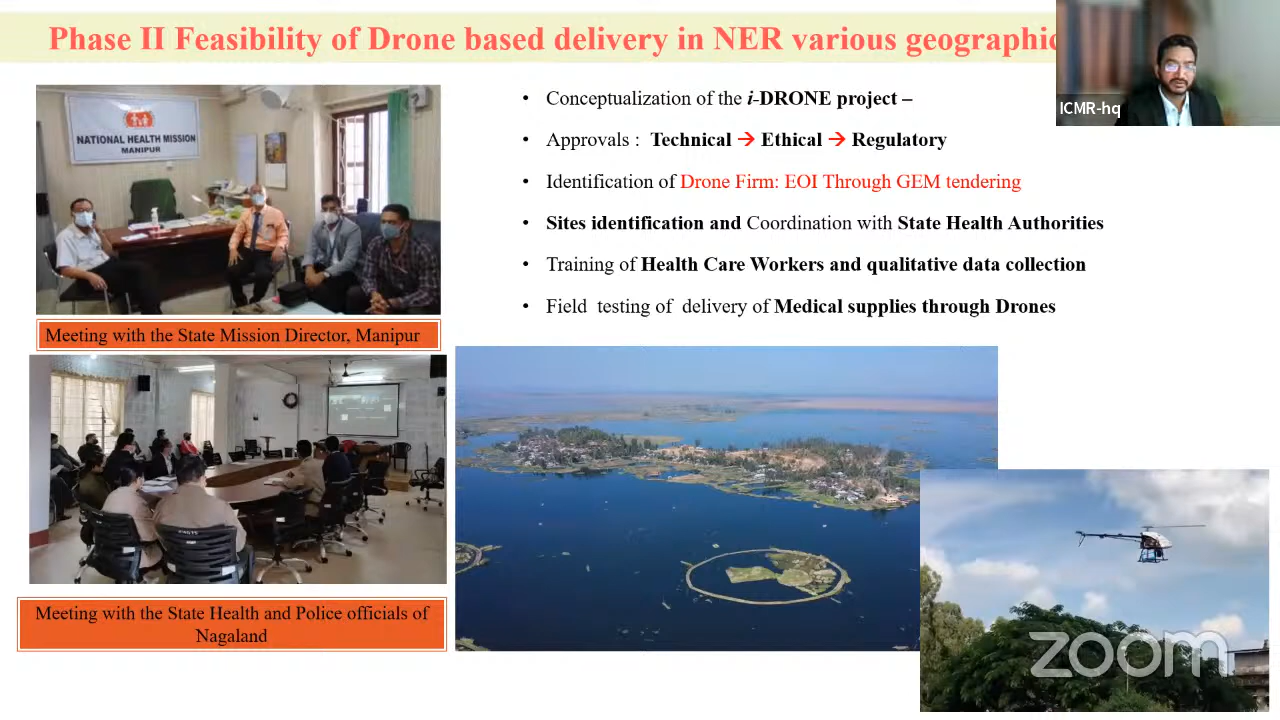 Phase II Feasibility of Drone based delivery in NER various geographic
ICMR-hq
NATIONAL HEALTH MISSION
MANIPUR
Meeting with the State Mission Director, Manipur
Meeting with the State Health and Police officials of
Nagaland
• Conceptualization of the i-DRONE project –
• Approvals : Technical → Ethical → Regulatory
• Identification of Drone Firm: EOI Through GEM tendering
• Sites identification and Coordination with State Health Authorities
• Training of Health Care Workers and qualitative data collection
• Field testing of delivery of Medical supplies through Drones
zoom